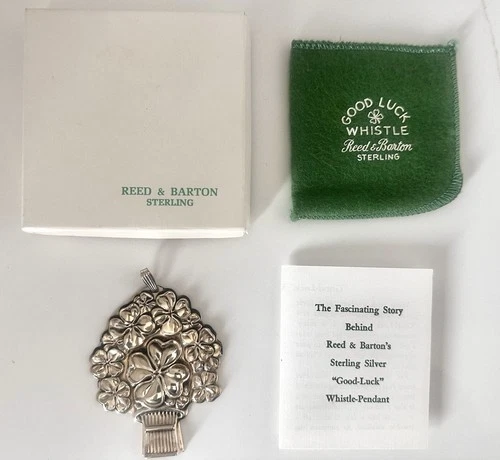 REED & BARTON
STERLING
GOOD LUCK
WHISTLE
Reed & Barton
STERLING
The Fascinating Story
Behind
Reed & Barton's
Sterling Silver
"Good-Luck"
Whistle-Pendant